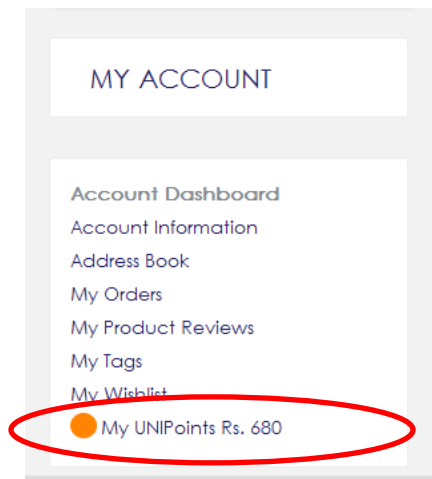 MY ACCOUNT
Account Dashboard
Account Information
Address Book
My Orders
My Product Reviews
My Tags
My Wishlist
My UNIPoints Rs. 680